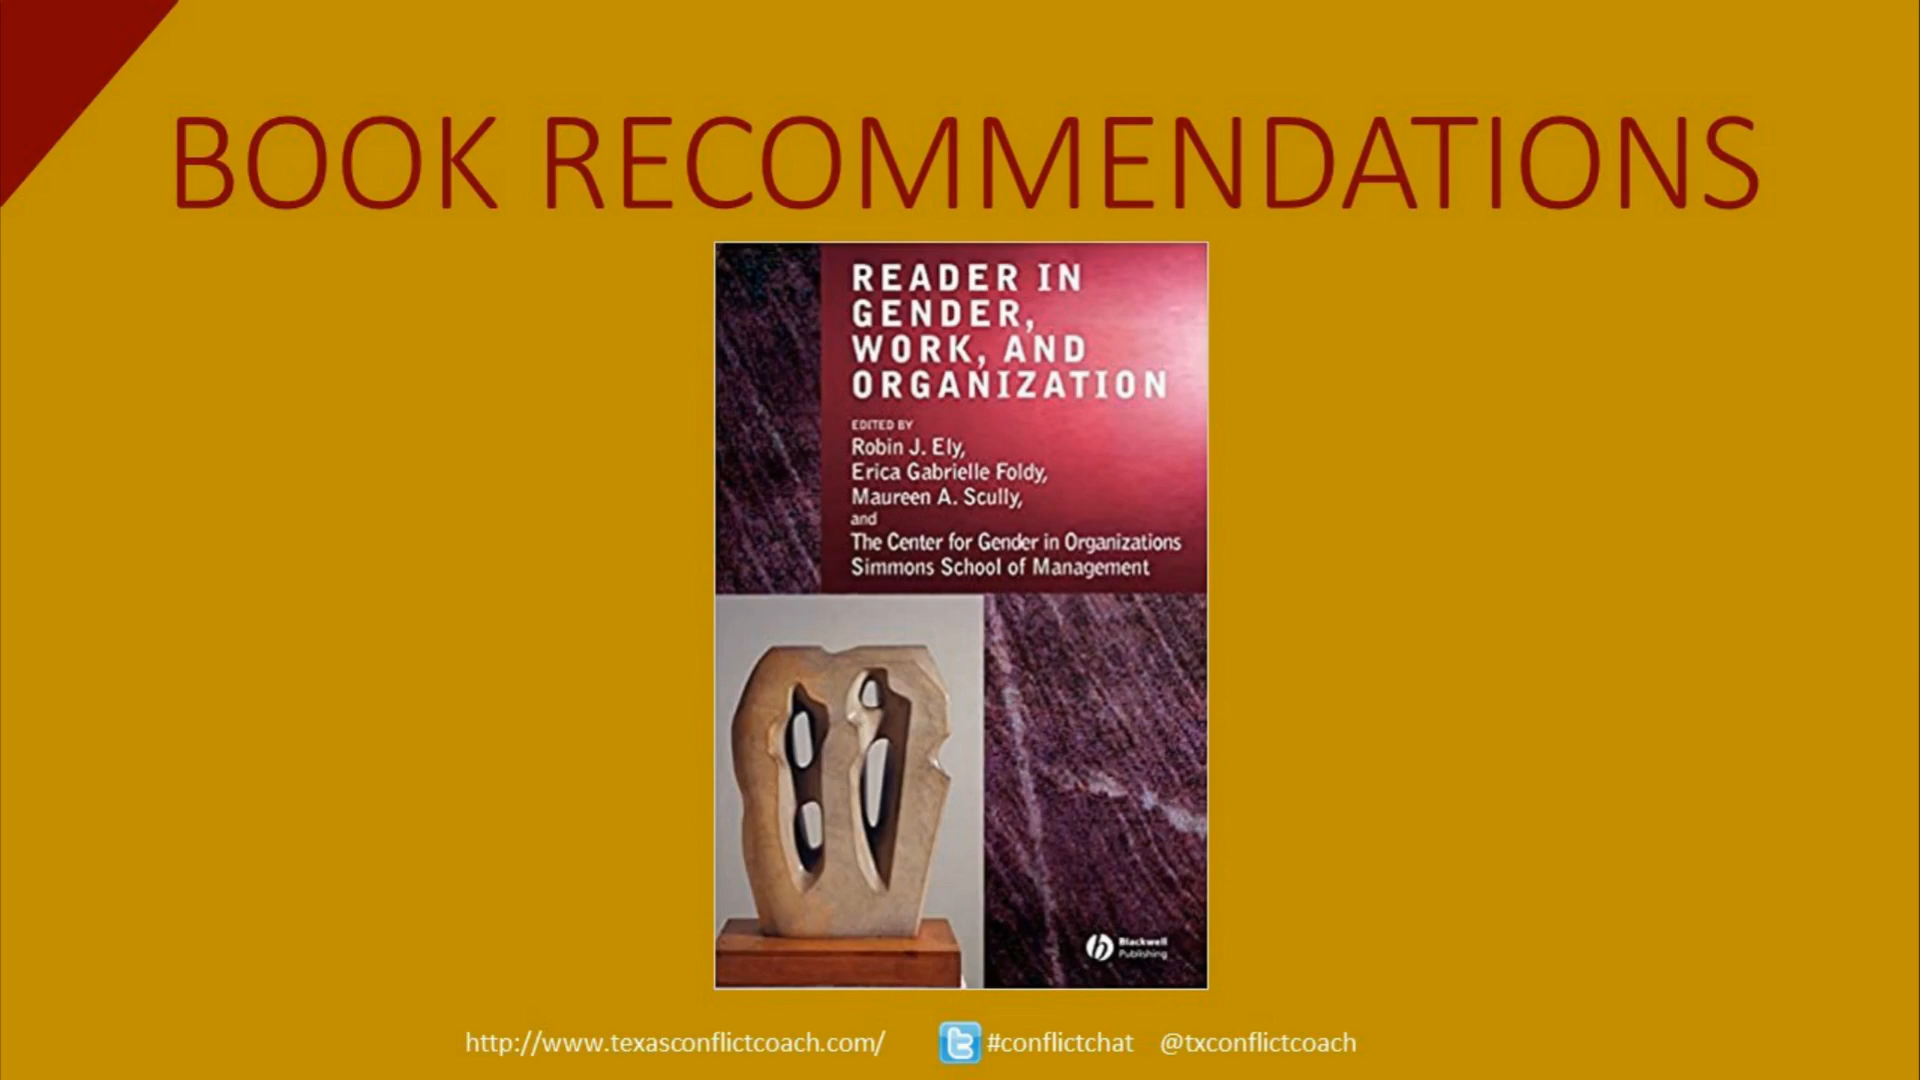 BOOK RECOMMENDATIONS
READER IN
GENDER,
WORK, AND
ORGANIZATION
EDITED BY
Robin J. Ely,
Erica Gabrielle Foldy,
Maureen A. Scully,
and
The Center for Gender in Organizations
Simmons School of Management
Blackwell
Publishing
http://www.texasconflictcoach.com/ #conflictchat @txconflictcoach